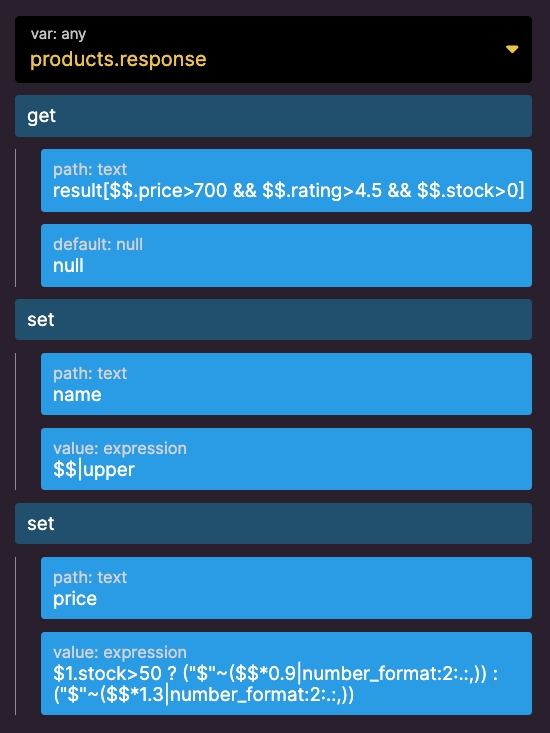 var: any
products.response
get
path: text
result[$$.price>700 && $$.rating>4.5 && $$.stock>0]
default: null
null
set
path: text
name
value: expression
$$|upper
set
path: text
price
value: expression
$1.stock>50 ? ("$"~($$*0.9|number_format:2:.:,)) :
("$"~($$*1.3|number_format:2:.:,))